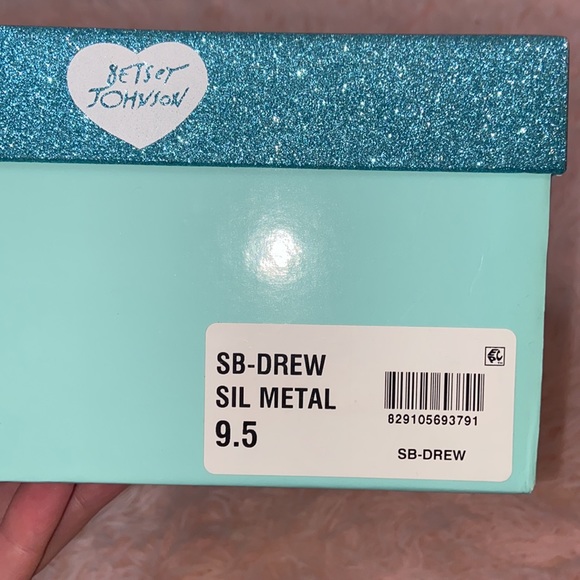 BETSEY
JOHNSON
SB-DREW
SIL METAL
9.5
829105693791
SB-DREW